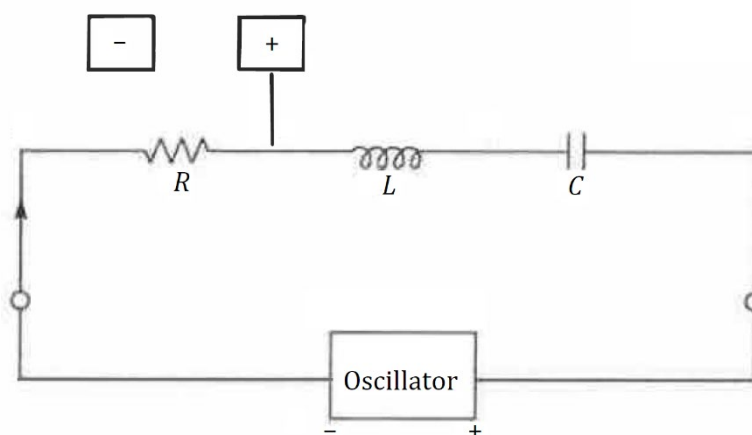 − +
R L C
Oscillator
− +